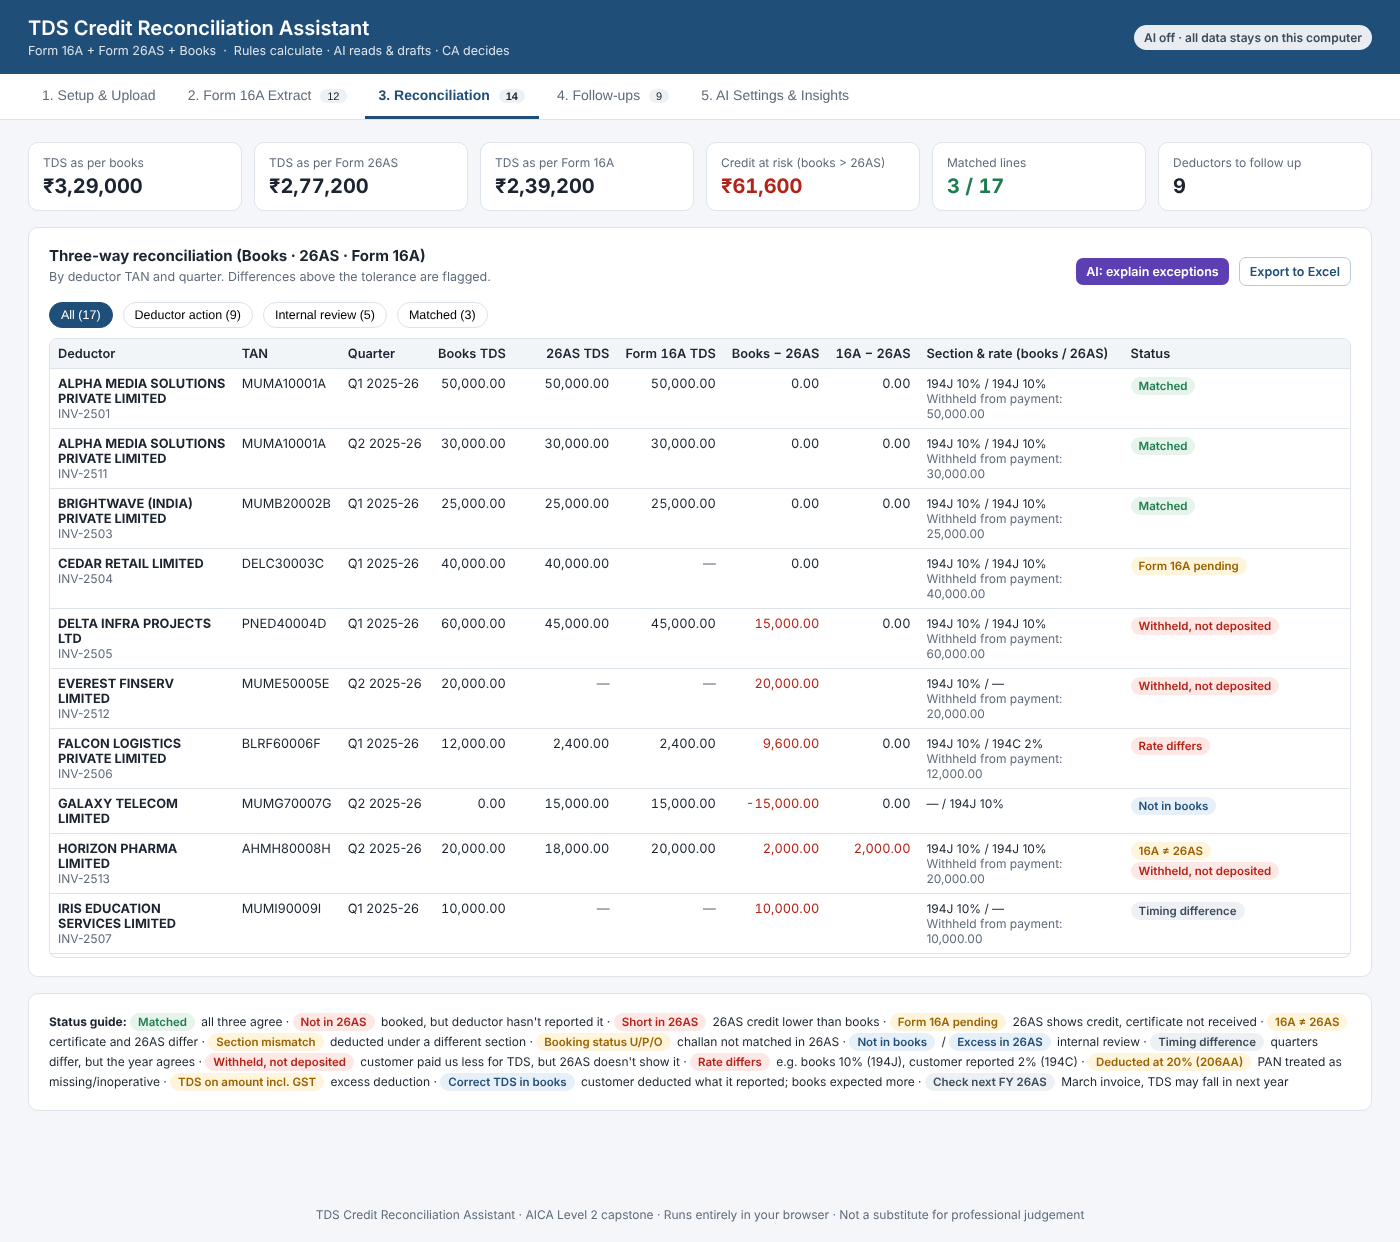 TDS Credit Reconciliation Assistant
Form 16A + Form 26AS + Books · Rules calculate · AI reads & drafts · CA decides
AI off · all data stays on this computer
1. Setup & Upload 2. Form 16A Extract 12 3. Reconciliation 14 4. Follow-ups 9 5. AI Settings & Insights
TDS as per books
₹3,29,000
TDS as per Form 26AS
₹2,77,200
TDS as per Form 16A
₹2,39,200
Credit at risk (books > 26AS)
₹61,600
Matched lines
3 / 17
Deductors to follow up
9
Three-way reconciliation (Books · 26AS · Form 16A)
By deductor TAN and quarter. Differences above the tolerance are flagged.
AI: explain exceptions Export to Excel
All (17) Deductor action (9) Internal review (5) Matched (3)
Deductor TAN Quarter Books TDS 26AS TDS Form 16A TDS Books − 26AS 16A − 26AS Section & rate (books / 26AS) Status
ALPHA MEDIA SOLUTIONS MUMA10001A Q1 2025-26 50,000.00 50,000.00 50,000.00 0.00 0.00 194J 10% / 194J 10% Matched
PRIVATE LIMITED Withheld from payment:
INV-2501 50,000.00
ALPHA MEDIA SOLUTIONS MUMA10001A Q2 2025-26 30,000.00 30,000.00 30,000.00 0.00 0.00 194J 10% / 194J 10% Matched
PRIVATE LIMITED Withheld from payment:
INV-2511 30,000.00
BRIGHTWAVE (INDIA) MUMB20002B Q1 2025-26 25,000.00 25,000.00 25,000.00 0.00 0.00 194J 10% / 194J 10% Matched
PRIVATE LIMITED Withheld from payment:
INV-2503 25,000.00
CEDAR RETAIL LIMITED DELC30003C Q1 2025-26 40,000.00 40,000.00 — 0.00 194J 10% / 194J 10% Form 16A pending
INV-2504 Withheld from payment:
40,000.00
DELTA INFRA PROJECTS PNED40004D Q1 2025-26 60,000.00 45,000.00 45,000.00 15,000.00 0.00 194J 10% / 194J 10% Withheld, not deposited
LTD Withheld from payment:
INV-2505 60,000.00
EVEREST FINSERV MUME50005E Q2 2025-26 20,000.00 — — 20,000.00 194J 10% / — Withheld, not deposited
LIMITED Withheld from payment:
INV-2512 20,000.00
FALCON LOGISTICS BLRF60006F Q1 2025-26 12,000.00 2,400.00 2,400.00 9,600.00 0.00 194J 10% / 194C 2% Rate differs
PRIVATE LIMITED Withheld from payment:
INV-2506 12,000.00
GALAXY TELECOM MUMG70007G Q2 2025-26 0.00 15,000.00 15,000.00 -15,000.00 0.00 — / 194J 10% Not in books
LIMITED
HORIZON PHARMA AHMH80008H Q2 2025-26 20,000.00 18,000.00 20,000.00 2,000.00 2,000.00 194J 10% / 194J 10% 16A ≠ 26AS
LIMITED Withheld from payment: Withheld, not deposited
INV-2513 20,000.00
IRIS EDUCATION MUMI90009I Q1 2025-26 10,000.00 — — 10,000.00 194J 10% / — Timing difference
SERVICES LIMITED Withheld from payment:
INV-2507 10,000.00
Status guide: Matched all three agree · Not in 26AS booked, but deductor hasn't reported it · Short in 26AS 26AS credit lower than books · Form 16A pending 26AS shows credit, certificate not received · 16A ≠ 26AS
certificate and 26AS differ · Section mismatch deducted under a different section · Booking status U/P/O challan not matched in 26AS · Not in books / Excess in 26AS internal review · Timing difference quarters
differ, but the year agrees · Withheld, not deposited customer paid us less for TDS, but 26AS doesn't show it · Rate differs e.g. books 10% (194J), customer reported 2% (194C) · Deducted at 20% (206AA) PAN treated as
missing/inoperative · TDS on amount incl. GST excess deduction · Correct TDS in books customer deducted what it reported; books expected more · Check next FY 26AS March invoice, TDS may fall in next year
TDS Credit Reconciliation Assistant · AICA Level 2 capstone · Runs entirely in your browser · Not a substitute for professional judgement